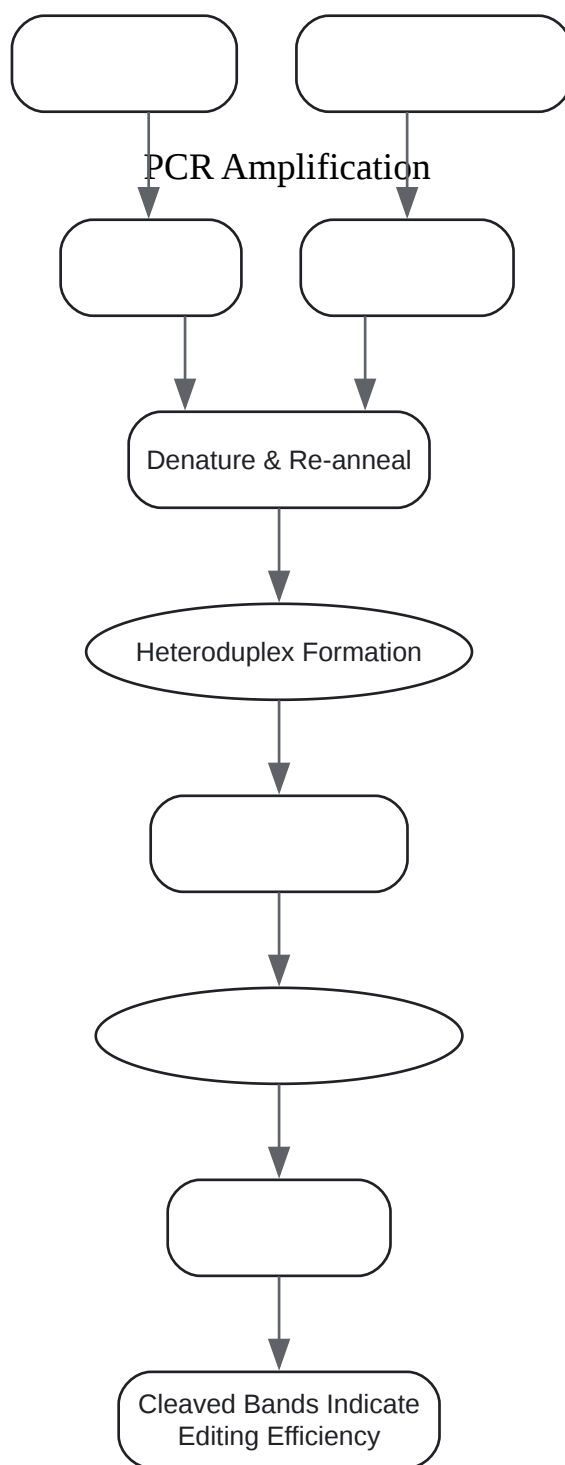 PCR Amplification
Denature & Re-anneal
Heteroduplex Formation
Cleaved Bands Indicate
Editing Efficiency